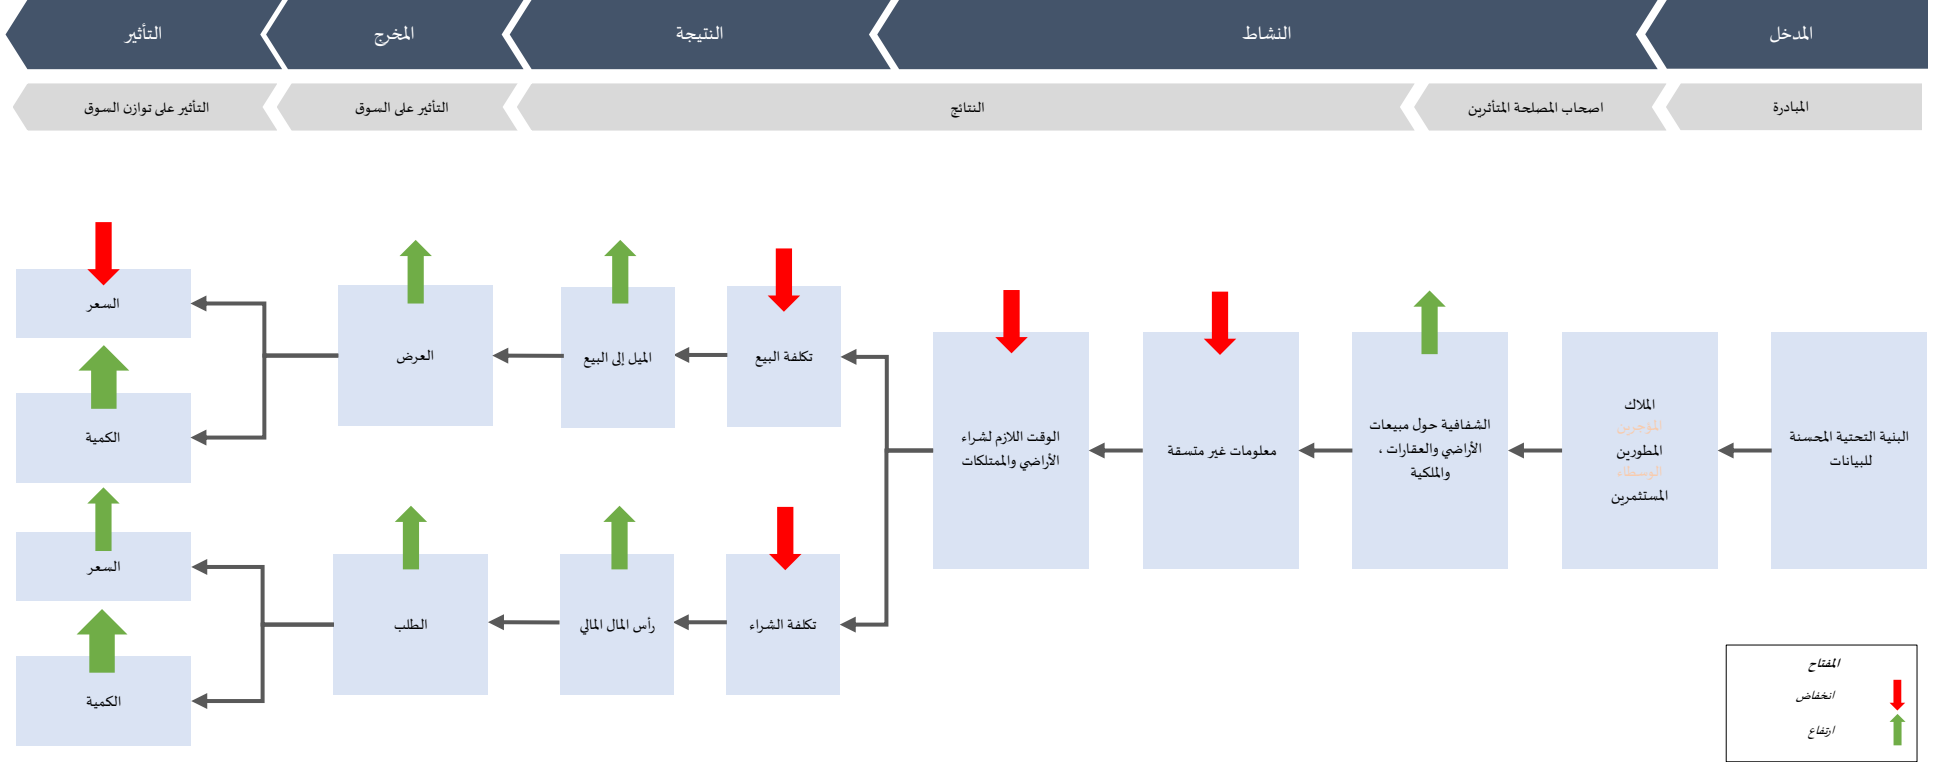 المدخل
النشاط
النتيجة
المخرج
التأثير
المبادرة
اصحاب المصلحة المتأثرين
النتائج
التأثير على السوق
التأثير على توازن السوق
البنية التحتية المحسنة
للبيانات
الملاك
المؤجرين
المطورين
الوسطاء
المستثمرين
الشفافية حول مبيعات
الأراضي والعقارات ،
والملكية
معلومات غير متسقة
الوقت اللازم لشراء
الأراضي والممتلكات
تكلفة البيع
الميل إلى البيع
العرض
السعر
الكمية
تكلفة الشراء
رأس المال المالي
الطلب
السعر
الكمية
المفتاح
انخفاض
ارتفاع